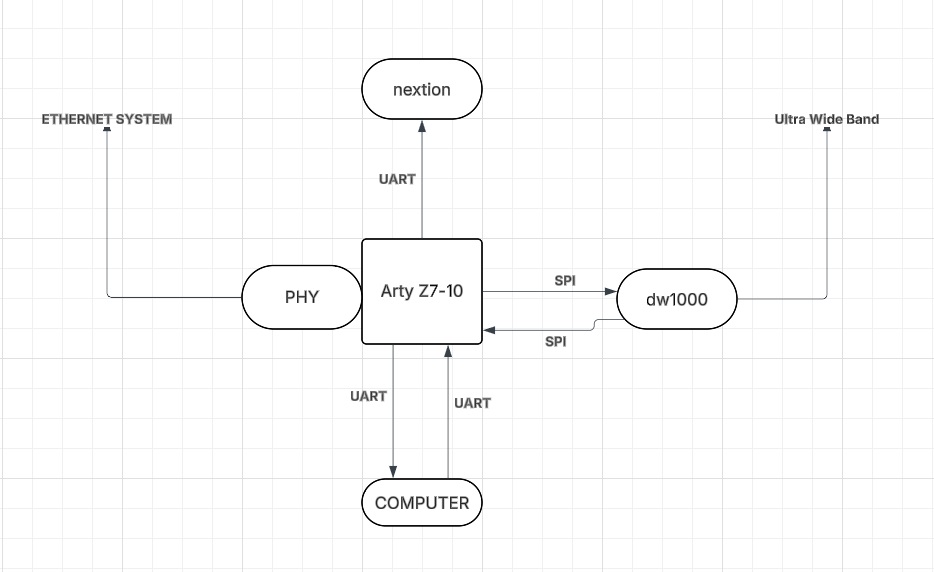 nextion
ETHERNET SYSTEM
Ultra Wide Band
UART
PHY
Arty Z7-10
SPI
dw1000
SPI
UART
UART
COMPUTER